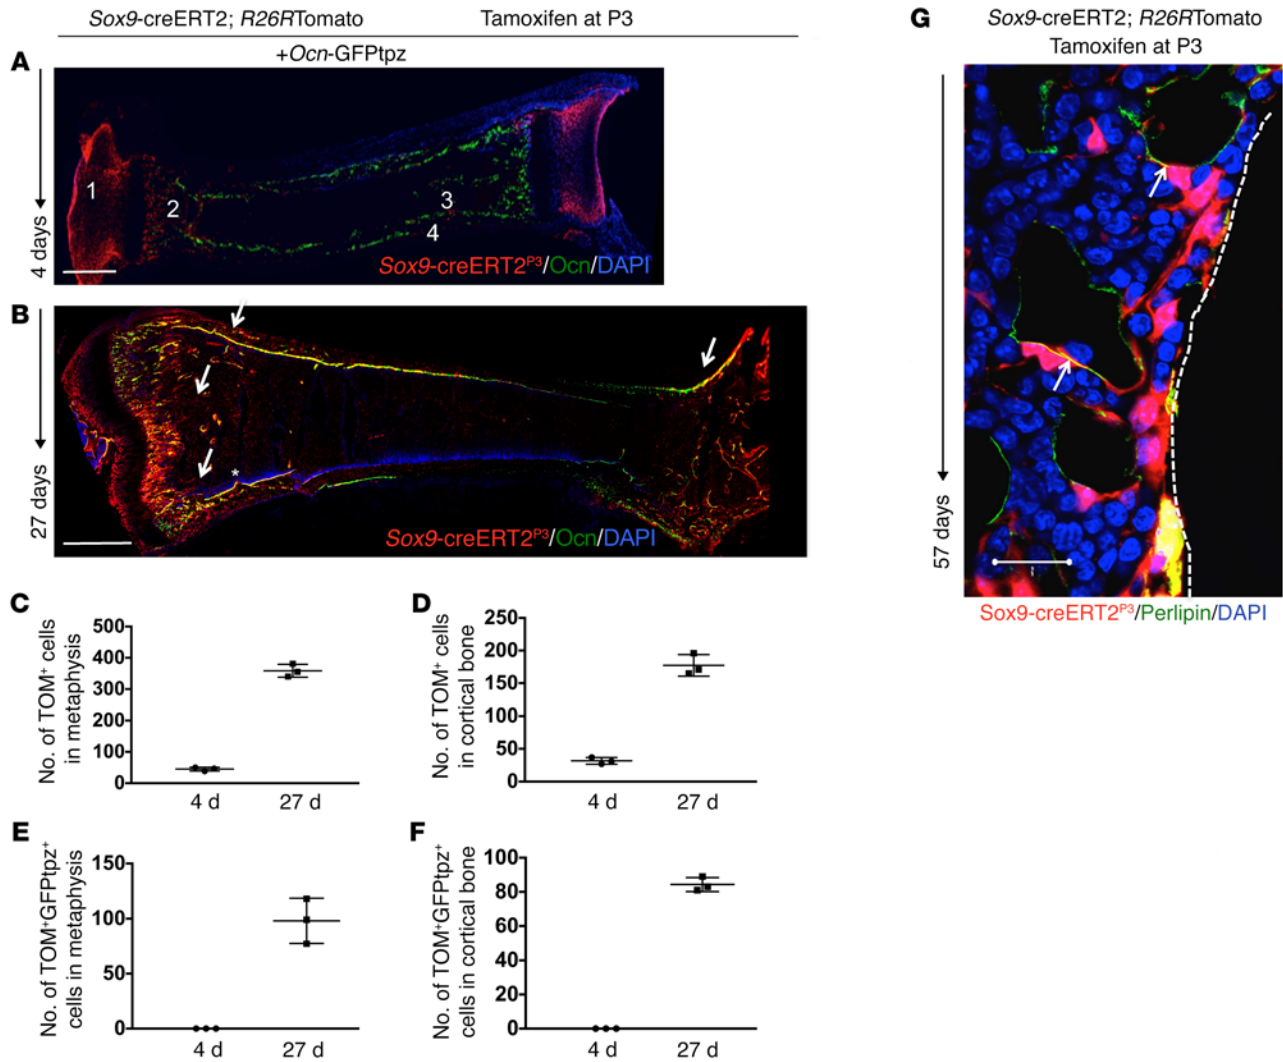 Sox9-creERT2; R26RTomato Tamoxifen at P3
+Ocn-GFPtpz
A
4 days
1
2
3
4
Sox9-creERT2P3/Ocn/DAPI
B
27 days
*
Sox9-creERT2P3/Ocn/DAPI
C
No. of TOM+ cells
in metaphysis
500
400
300
200
100
0
4 d 27 d
D
No. of TOM+ cells
in cortical bone
250
200
150
100
50
0
4 d 27 d
E
No. of TOM+GFPtpz+
cells in metaphysis
150
100
50
0
4 d 27 d
F
No. of TOM+GFPtpz+
cells in cortical bone
100
80
60
40
20
0
4 d 27 d
G
Sox9-creERT2; R26RTomato
Tamoxifen at P3
57 days
Sox9-creERT2P3/Perlipin/DAPI